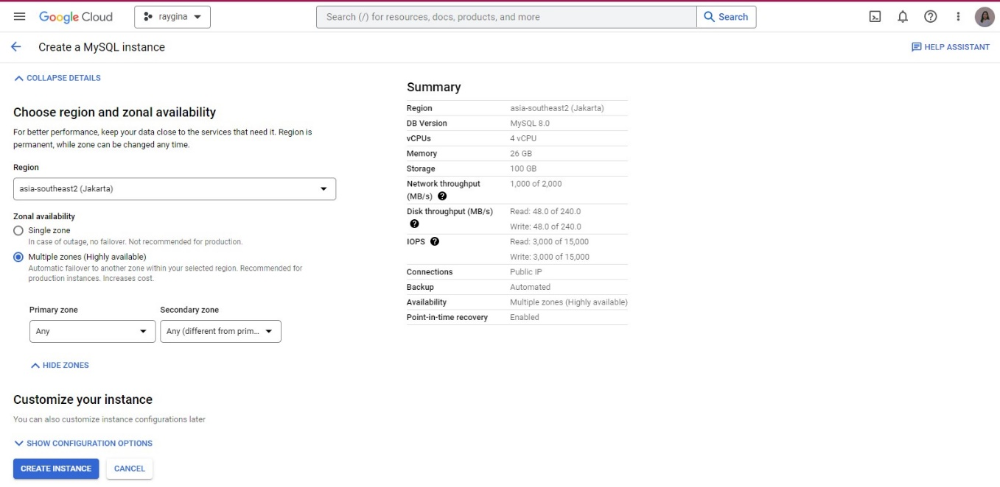 Google Cloud
raygina
Search (/) for resources, docs, products, and more
Search
Create a MySQL instance
HELP ASSISTANT
COLLAPSE DETAILS
Choose region and zonal availability
For better performance, keep your data close to the services that need it. Region is
permanent, while zone can be changed any time.
Region
asia-southeast2 (Jakarta)
Zonal availability
Single zone
In case of outage, no failover. Not recommended for production.
Multiple zones (Highly available)
Automatic failover to another zone within your selected region. Recommended for
production instances. Increases cost.
Primary zone
Secondary zone
Any
Any (different from prim...
HIDE ZONES
Customize your instance
You can also customize instance configurations later
SHOW CONFIGURATION OPTIONS
CREATE INSTANCE
CANCEL
Summary
Region asia-southeast2 (Jakarta)
DB Version MySQL 8.0
vCPUs 4 vCPU
Memory 26 GB
Storage 100 GB
Network throughput 1,000 of 2,000
(MB/s) ?
Disk throughput (MB/s) Read: 48.0 of 240.0
? Write: 48.0 of 240.0
IOPS ? Read: 3,000 of 15,000
Write: 3,000 of 15,000
Connections Public IP
Backup Automated
Availability Multiple zones (Highly available)
Point-in-time recovery Enabled